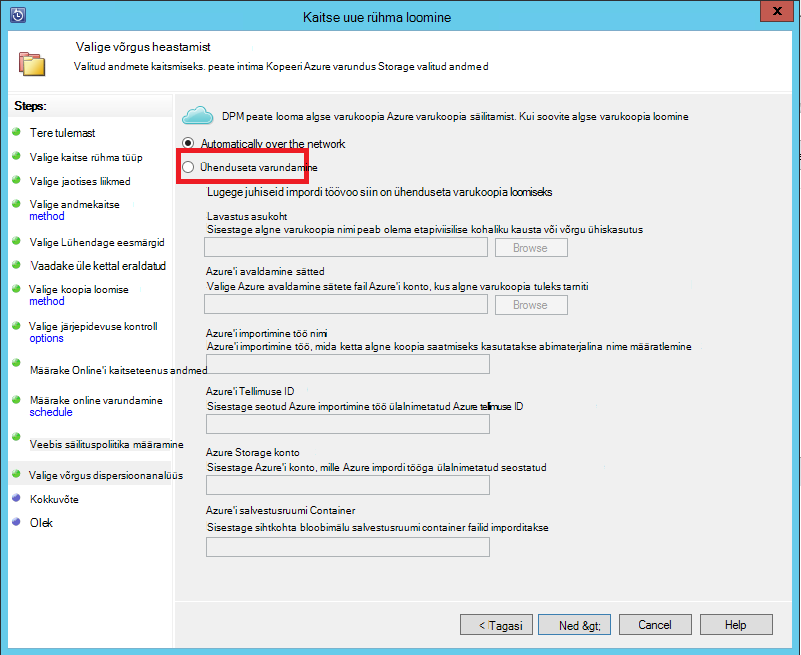 Kaitse uue rühma loomine
X
Valige võrgus heastamist
Valitud andmete kaitsmiseks. peate intima Kopeeri Azure varundus Storage valitud andmed
Steps:
Tere tulemast
Valige kaitse rühma tüüp
Valige jaotises liikmed
Valige andmekaitse
method
Valige Lühendage eesmärgid
Vaadake üle kettal eraldatud
Valige koopia loomise
method
Valige järjepidevuse kontroll
options
Määrake Online'i kaitseteenus andmed
Määrake online varundamine
schedule
Veebis säilituspoliitika määramine
Valige võrgus dispersioonanalüüs
Kokkuvõte
Olek
DPM peate looma algse varukoopia Azure varukoopia säilitamist. Kui soovite algse varukoopia loomine
Automatically over the network
Ühenduseta varundamine
Lugege juhiseid impordi töövoo siin on ühenduseta varukoopia loomiseks
Lavastus asukoht
Sisestage algne varukoopia nimi peab olema etapiviisilise kohaliku kausta või võrgu ühiskasutus
Browse
Azure'i avaldamine sätted
Valige Azure avaldamine sätete fail Azure'i konto, kus algne varukoopia tuleks tarniti
Browse
Azure'i importimine töö nimi
Azure'i importimine töö, mida ketta algne koopia saatmiseks kasutatakse abimaterjalina nime määratlemine
Azure'i Tellimuse ID
Sisestage seotud Azure importimine töö ülalnimetatud Azure tellimuse ID
Azure Storage konto
Sisestage Azure'i konto, mille Azure impordi tööga ülalnimetatud seostatud
Azure'i salvestusruumi Container
Sisestage sihtkohta bloobimälu salvestusruumi container failid imporditakse
< Tagasi
Ned &gt;
Cancel
Help